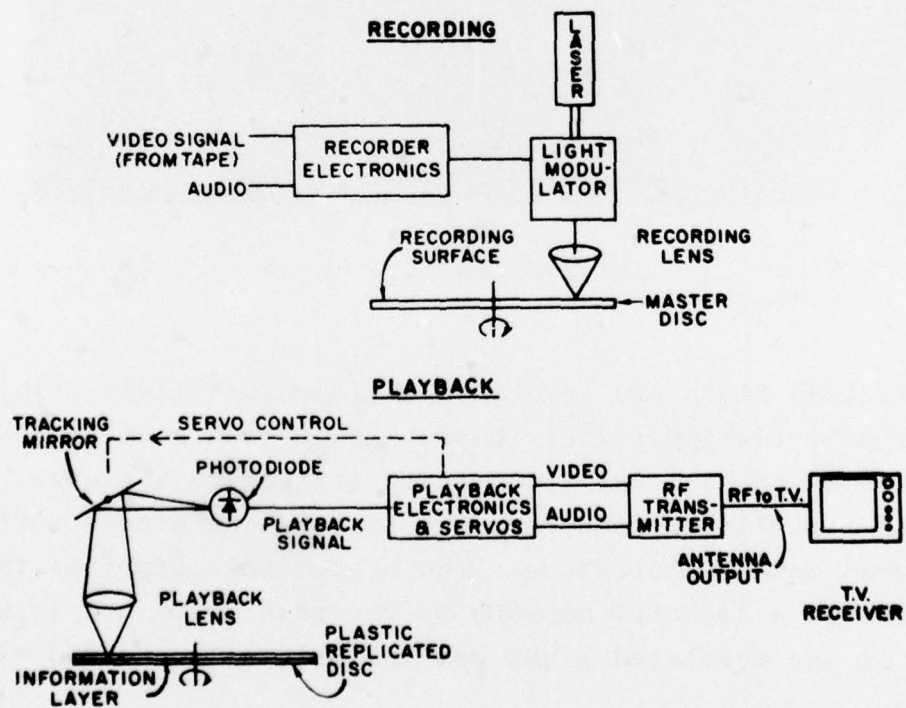 RECORDING
LASER
VIDEO SIGNAL
(FROM TAPE)
AUDIO
RECORDER
ELECTRONICS
LIGHT
MODU-
LATOR
RECORDING
SURFACE
RECORDING
LENS
MASTER
DISC
PLAYBACK
TRACKING
MIRROR
SERVO CONTROL
PHOTODIODE
PLAYBACK
SIGNAL
PLAYBACK
ELECTRONICS
& SERVOS
VIDEO
AUDIO
RF
TRANS-
MITTER
RF to T.V.
ANTENNA
OUTPUT
T.V.
RECEIVER
PLAYBACK
LENS
PLASTIC
REPLICATED
DISC
INFORMATION
LAYER